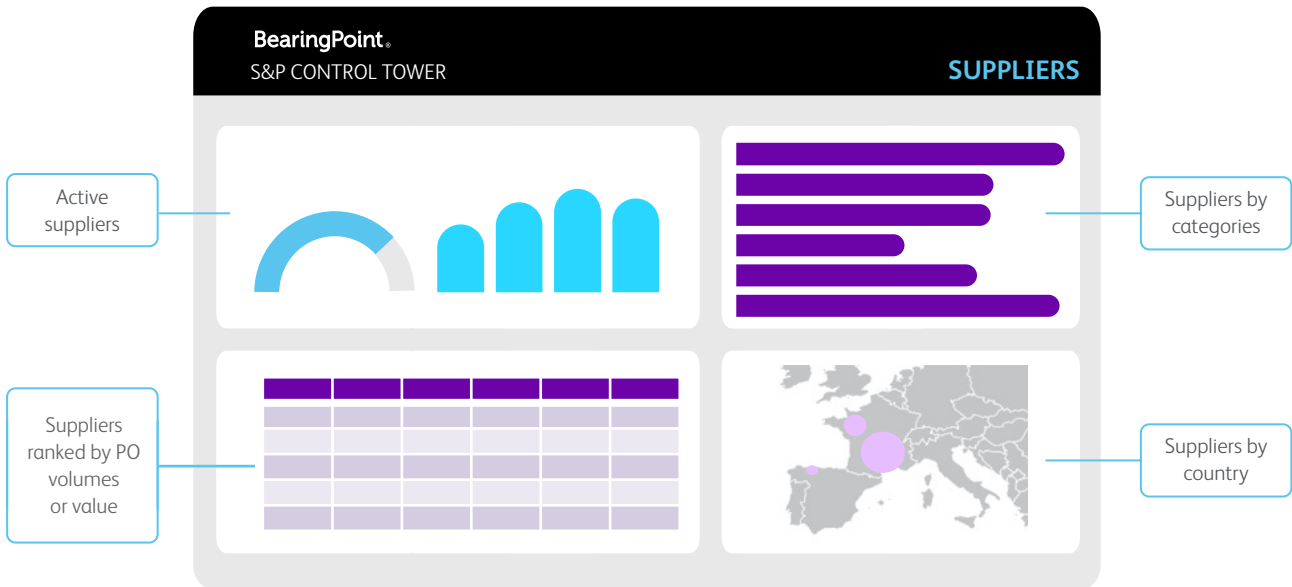 BearingPoint®
S&P CONTROL TOWER
SUPPLIERS
Active
suppliers
Suppliers by
categories
Suppliers
ranked by PO
volumes
or value
Suppliers by
country